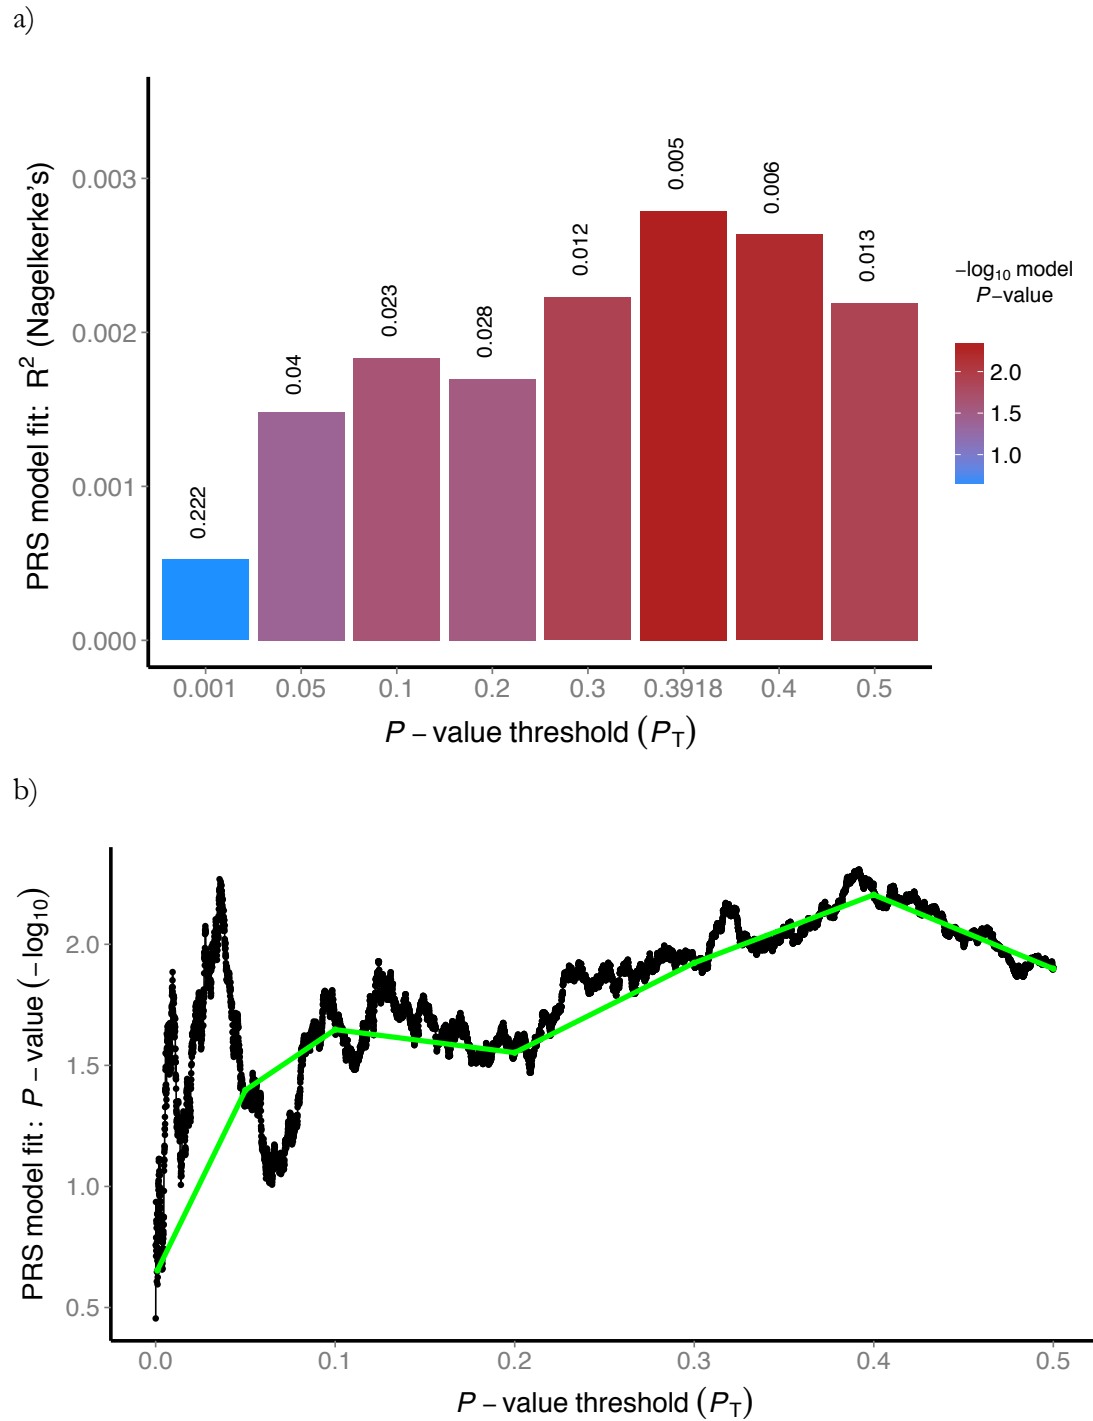 a)
PRS model fit: R² (Nagelkerke's)
0.003
0.002
0.001
0.000
0.222
0.04
0.023
0.028
0.012
0.005
0.006
0.013
0.001 0.05 0.1 0.2 0.3 0.3918 0.4 0.5
P – value threshold (P_T)
−log₁₀ model
P−value
2.0
1.5
1.0
b)
PRS model fit: P – value (– log₁₀)
2.0
1.5
1.0
0.5
0.0 0.1 0.2 0.3 0.4 0.5
P – value threshold (P_T)